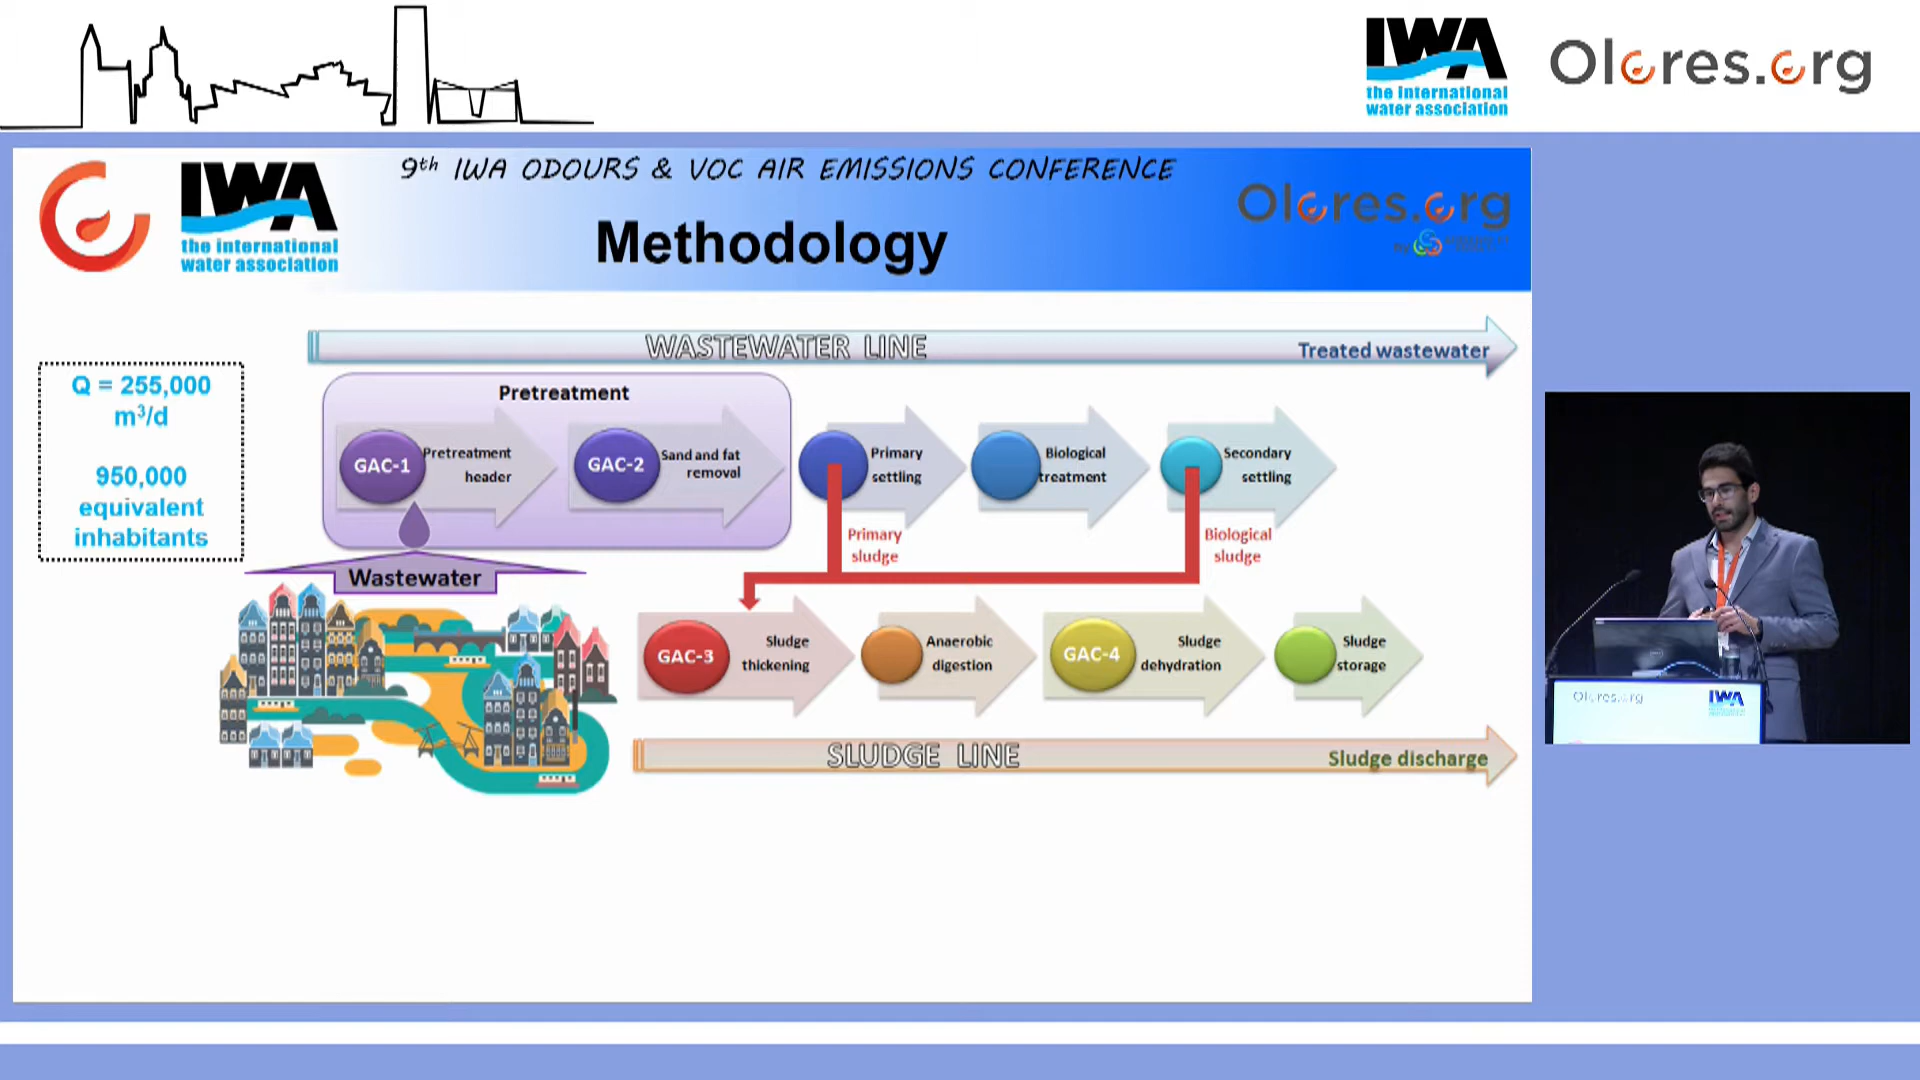 IWA
the international
water association
Olores.org
9th IWA ODOURS & VOC AIR EMISSIONS CONFERENCE
IWA
the international
water association
Methodology
Olores.org
WASTEWATER LINE
Treated wastewater
Q = 255,000
m³/d
950,000
equivalent
inhabitants
Pretreatment
GAC-1
Pretreatment
header
GAC-2
Sand and fat
removal
Primary
settling
Biological
treatment
Secondary
settling
Primary
sludge
Biological
sludge
Wastewater
GAC-3
Sludge
thickening
Anaerobic
digestion
GAC-4
Sludge
dehydration
Sludge
storage
SLUDGE LINE
Sludge discharge
Olores.org
IWA